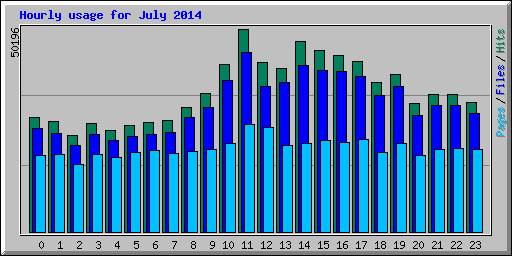 Hourly usage for July 2014
50196
Pages / Files / Hits
0 1 2 3 4 5 6 7 8 9 10 11 12 13 14 15 16 17 18 19 20 21 22 23